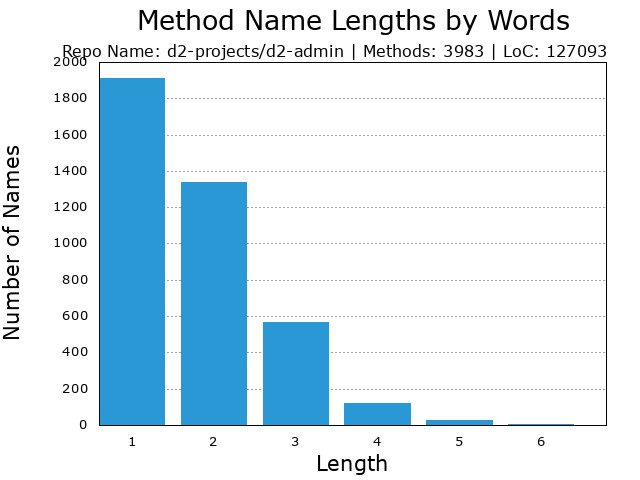 Method Name Lengths by Words
Repo Name: d2-projects/d2-admin | Methods: 3983 | LoC: 127093
Number of Names
2000
1800
1600
1400
1200
1000
800
600
400
200
0
1 2 3 4 5 6
Length